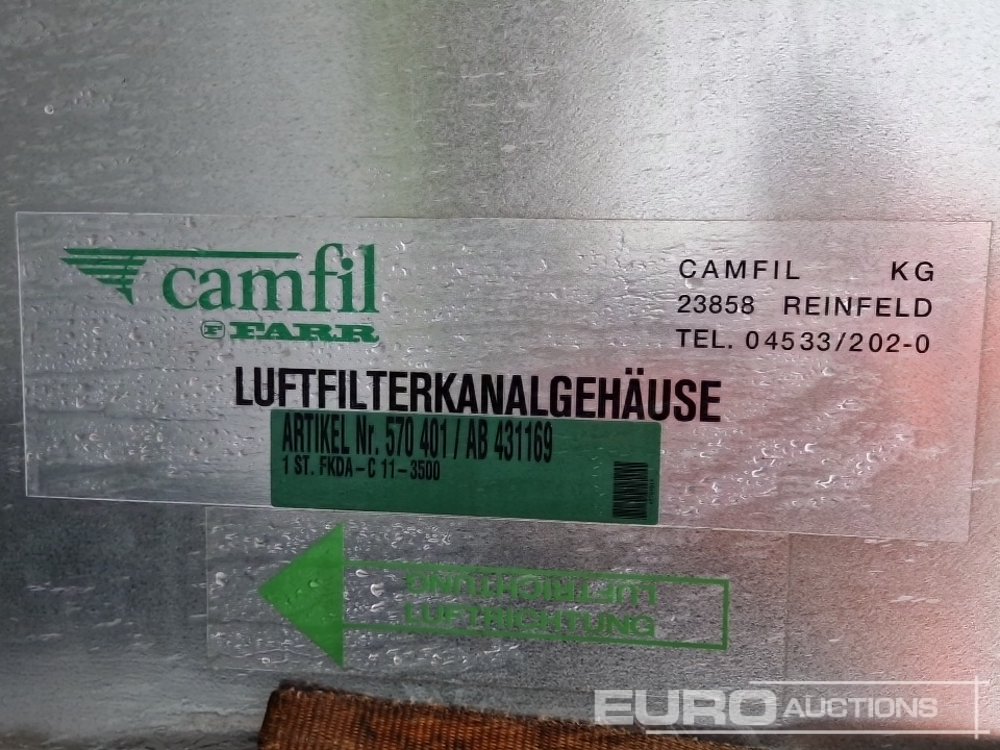 camfil
FARR
CAMFIL KG
23858 REINFELD
TEL. 04533/202-0
LUFTFILTERKANALGEHÄUSE
ARTIKEL Nr. 570 401 / AB 431169
1 ST. FKDA-C 11-3500
LUFTRICHTUNG
LUFTRICHTUNG
EURO AUCTIONS